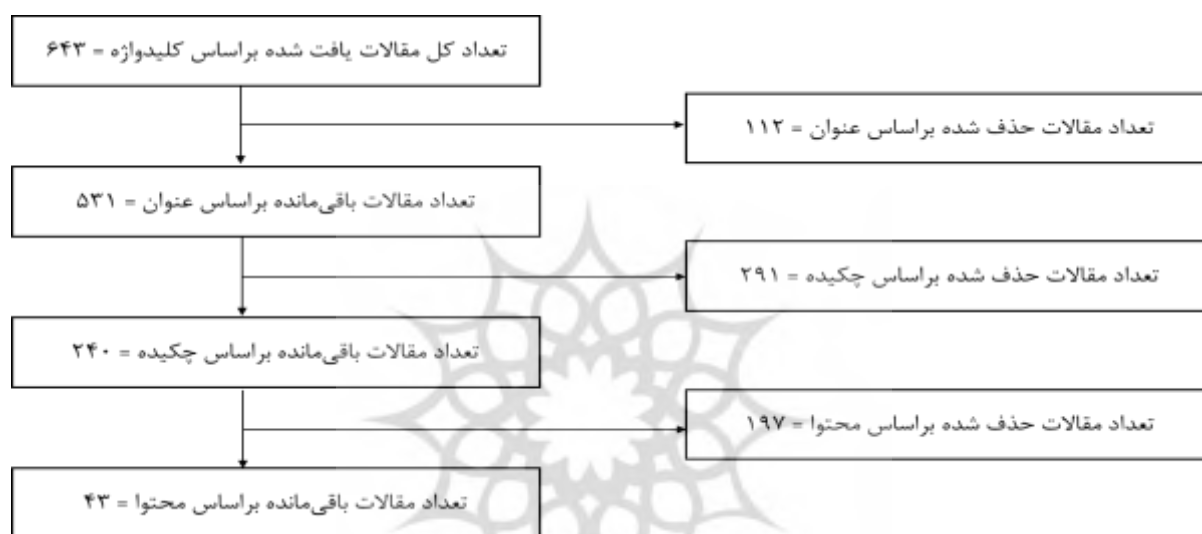 تعداد کل مقالات یافت شده براساس کلیدواژه = ۶۴۳
تعداد مقالات حذف شده براساس عنوان = ۱۱۲
تعداد مقالات باقی‌مانده براساس عنوان = ۵۳۱
تعداد مقالات حذف شده براساس چکیده = ۲۹۱
تعداد مقالات باقی‌مانده براساس چکیده = ۲۴۰
تعداد مقالات حذف شده براساس محتوا = ۱۹۷
تعداد مقالات باقی‌مانده براساس محتوا = ۴۳